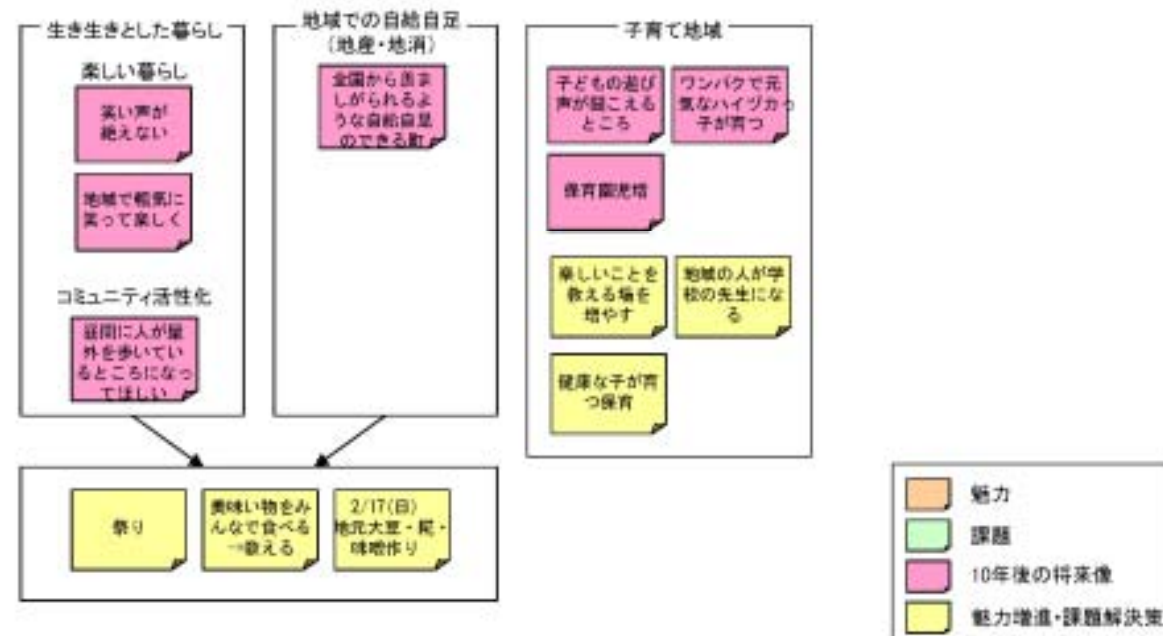 生き生きとした暮らし
楽しい暮らし
笑い声が
絶えない
地域で陽気に
笑って楽しく
コミュニティ活性化
昼間に人が屋
外を歩いてい
るところになっ
てほしい
地域での自給自足
(地産・地消)
全国から羨ま
しがられるよ
うな自給自足
のできる町
子育て地域
子どもの遊び
声が聞こえる
ところ
ワンパクで元
気なハイヅカっ
子が育つ
保育園児増
楽しいことを
教える場を
増やす
地域の人が学
校の先生にな
る
健康な子が育
つ保育
祭り
美味い物をみ
んなで食べる
→教える
2/17(日)
地元大豆・糀・
味噌作り
魅力
課題
10年後の将来像
魅力増進・課題解決策